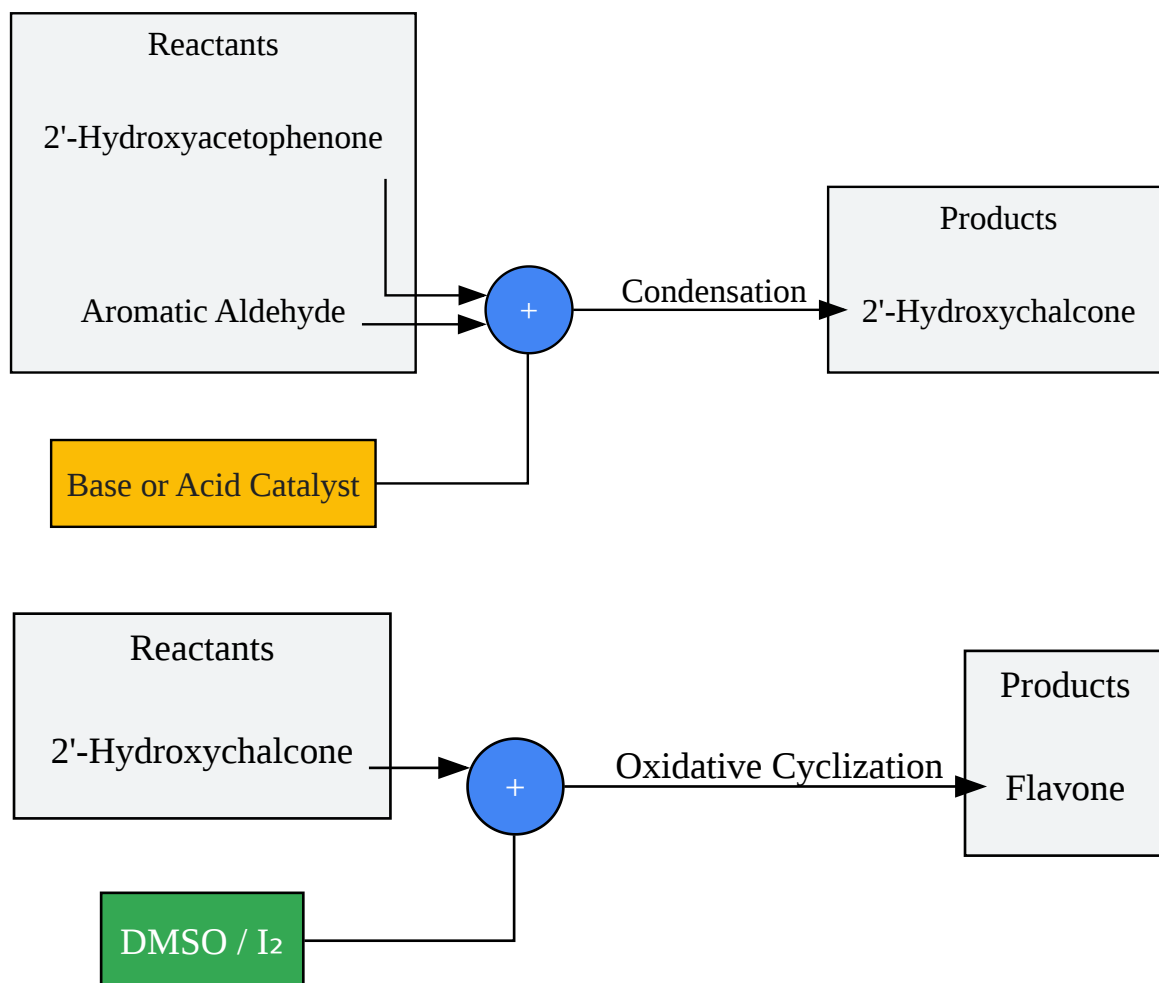 Reactants
2'-Hydroxyacetophenone
Aromatic Aldehyde
+
Condensation
Products
2'-Hydroxychalcone
Base or Acid Catalyst
Reactants
2'-Hydroxychalcone
+
Oxidative Cyclization
Products
Flavone
DMSO / I₂